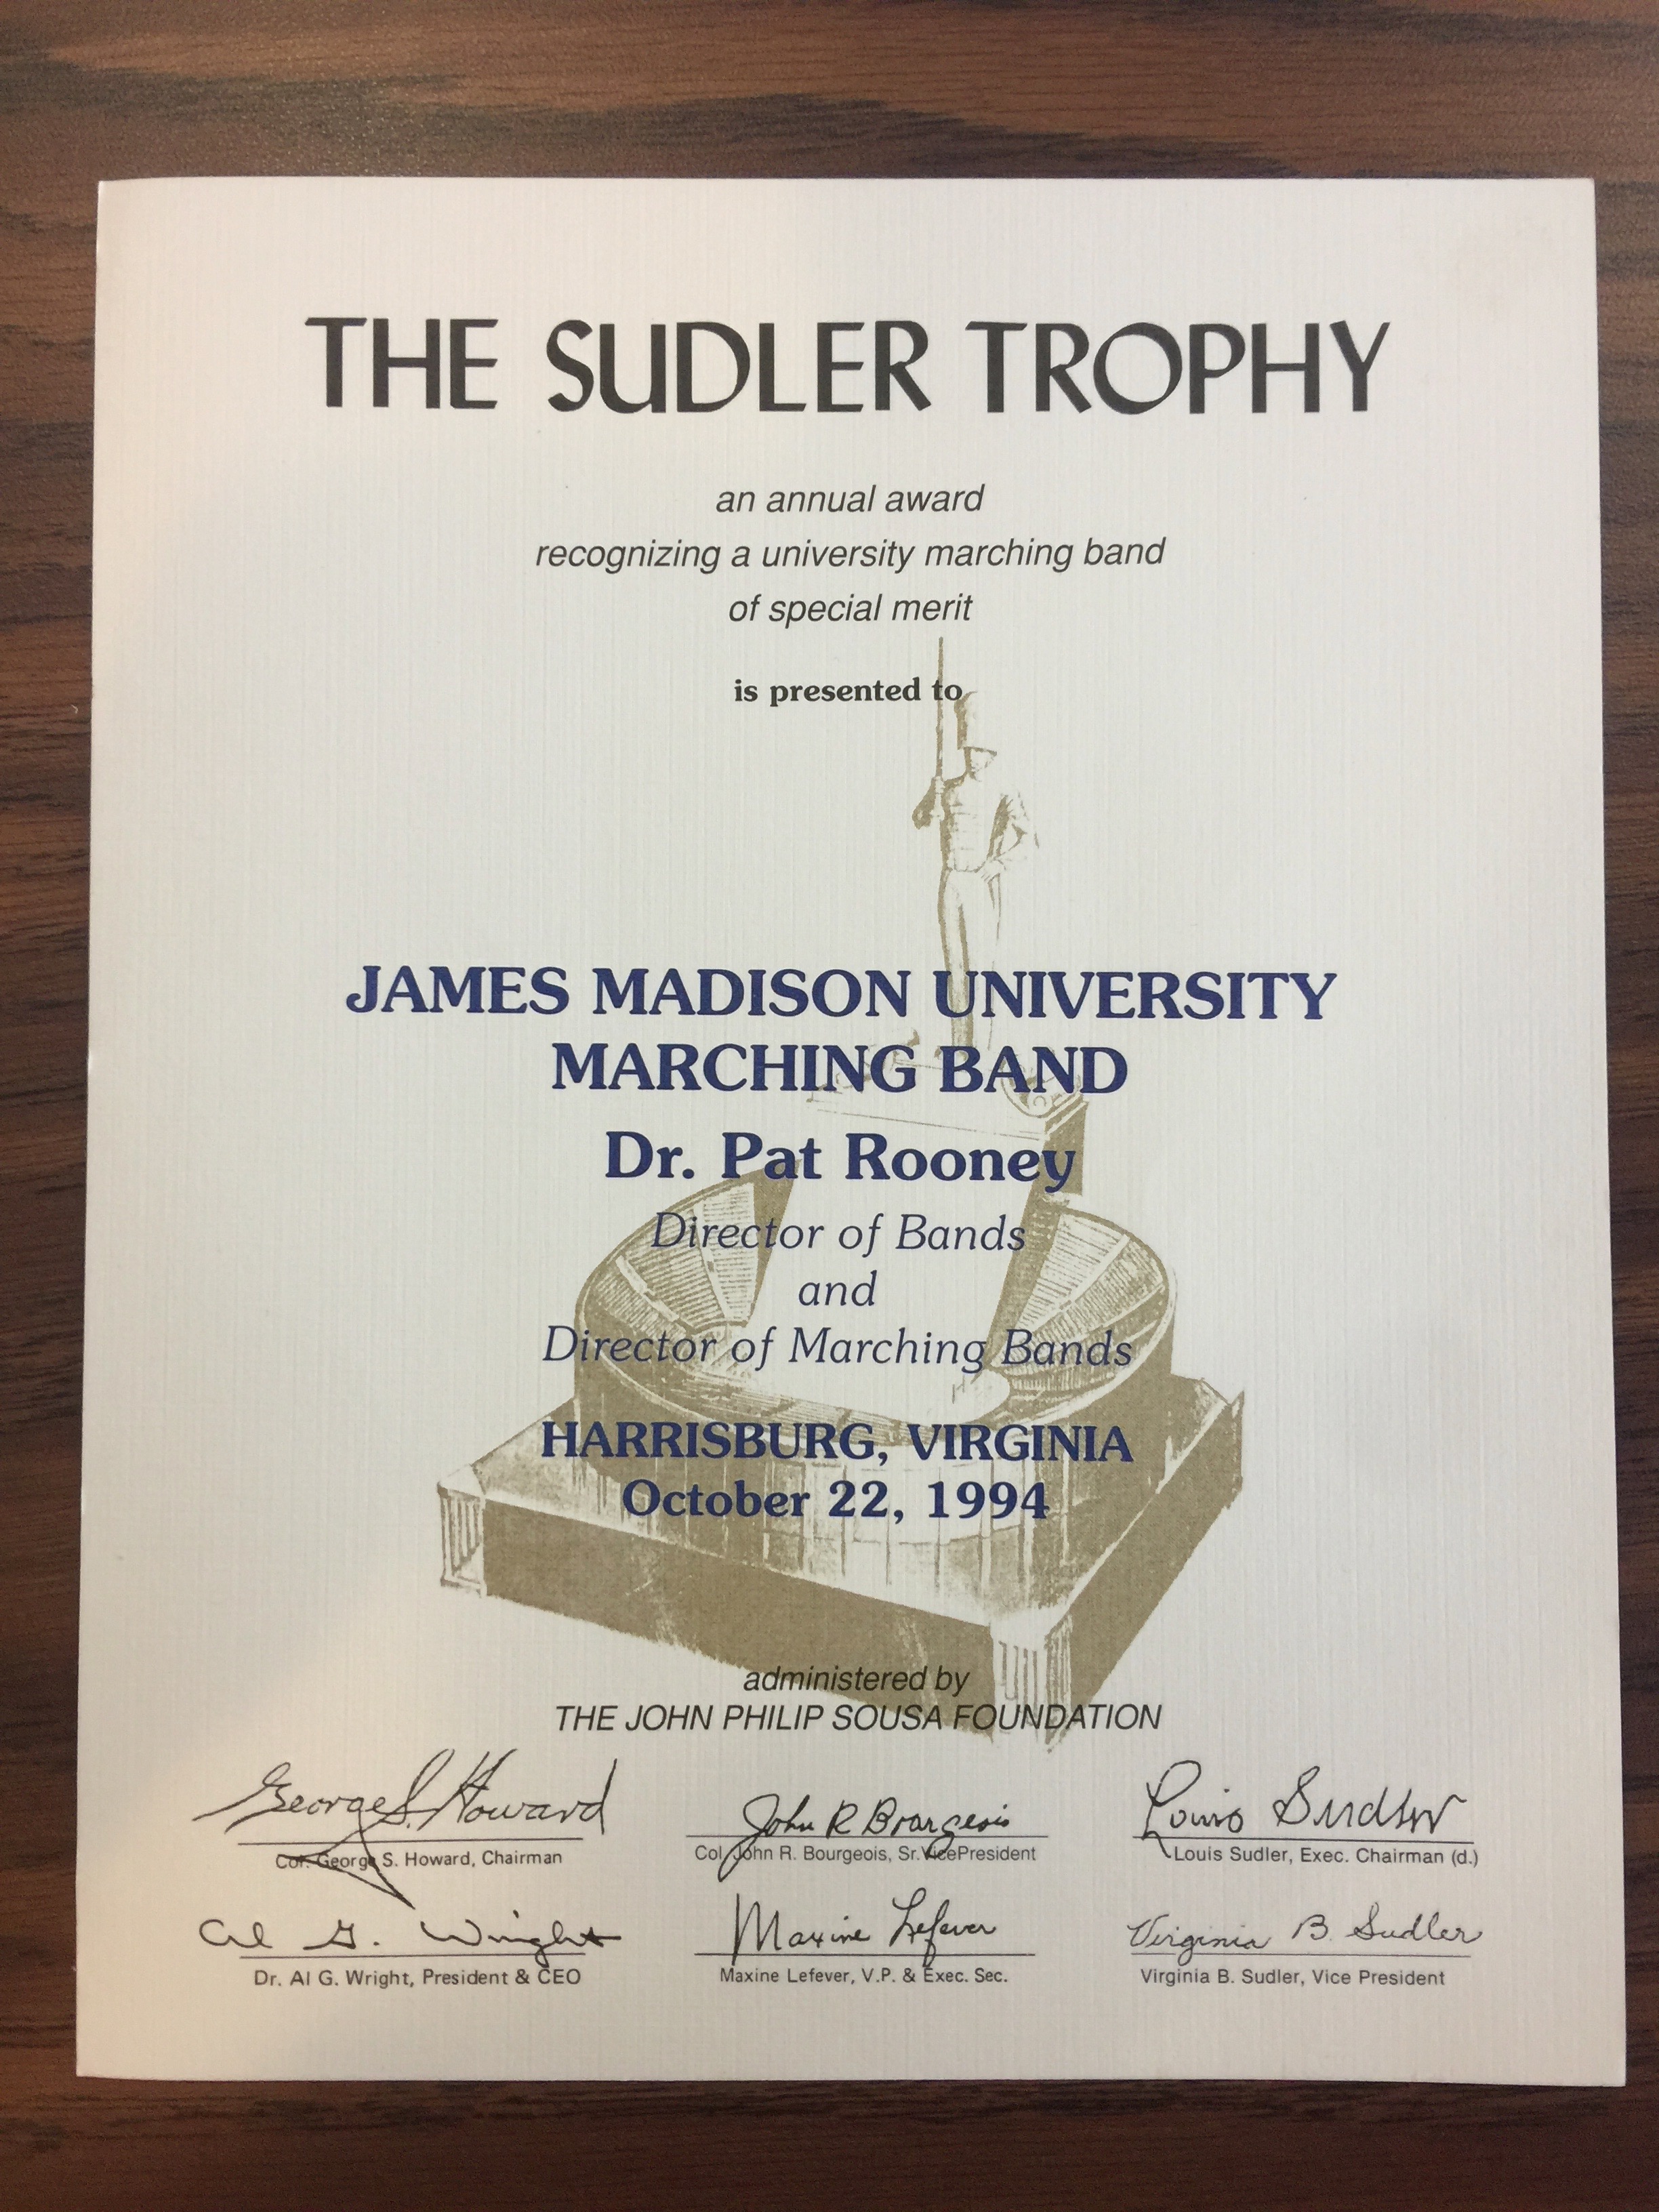 THE SUDLER TROPHY
an annual award
recognizing a university marching band
of special merit
is presented to
JAMES MADISON UNIVERSITY
MARCHING BAND
Dr. Pat Rooney
Director of Bands
and
Director of Marching Bands
HARRISBURG, VIRGINIA
October 22, 1994
administered by
THE JOHN PHILIP SOUSA FOUNDATION
George S. Howard
Col. George S. Howard, Chairman
John R Bourgeois
Col. John R. Bourgeois, Sr. Vice President
Louis Sudler
Louis Sudler, Exec. Chairman (d.)
Al G. Wright
Dr. Al G. Wright, President & CEO
Maxine Lefever
Maxine Lefever, V.P. & Exec. Sec.
Virginia B. Sudler
Virginia B. Sudler, Vice President